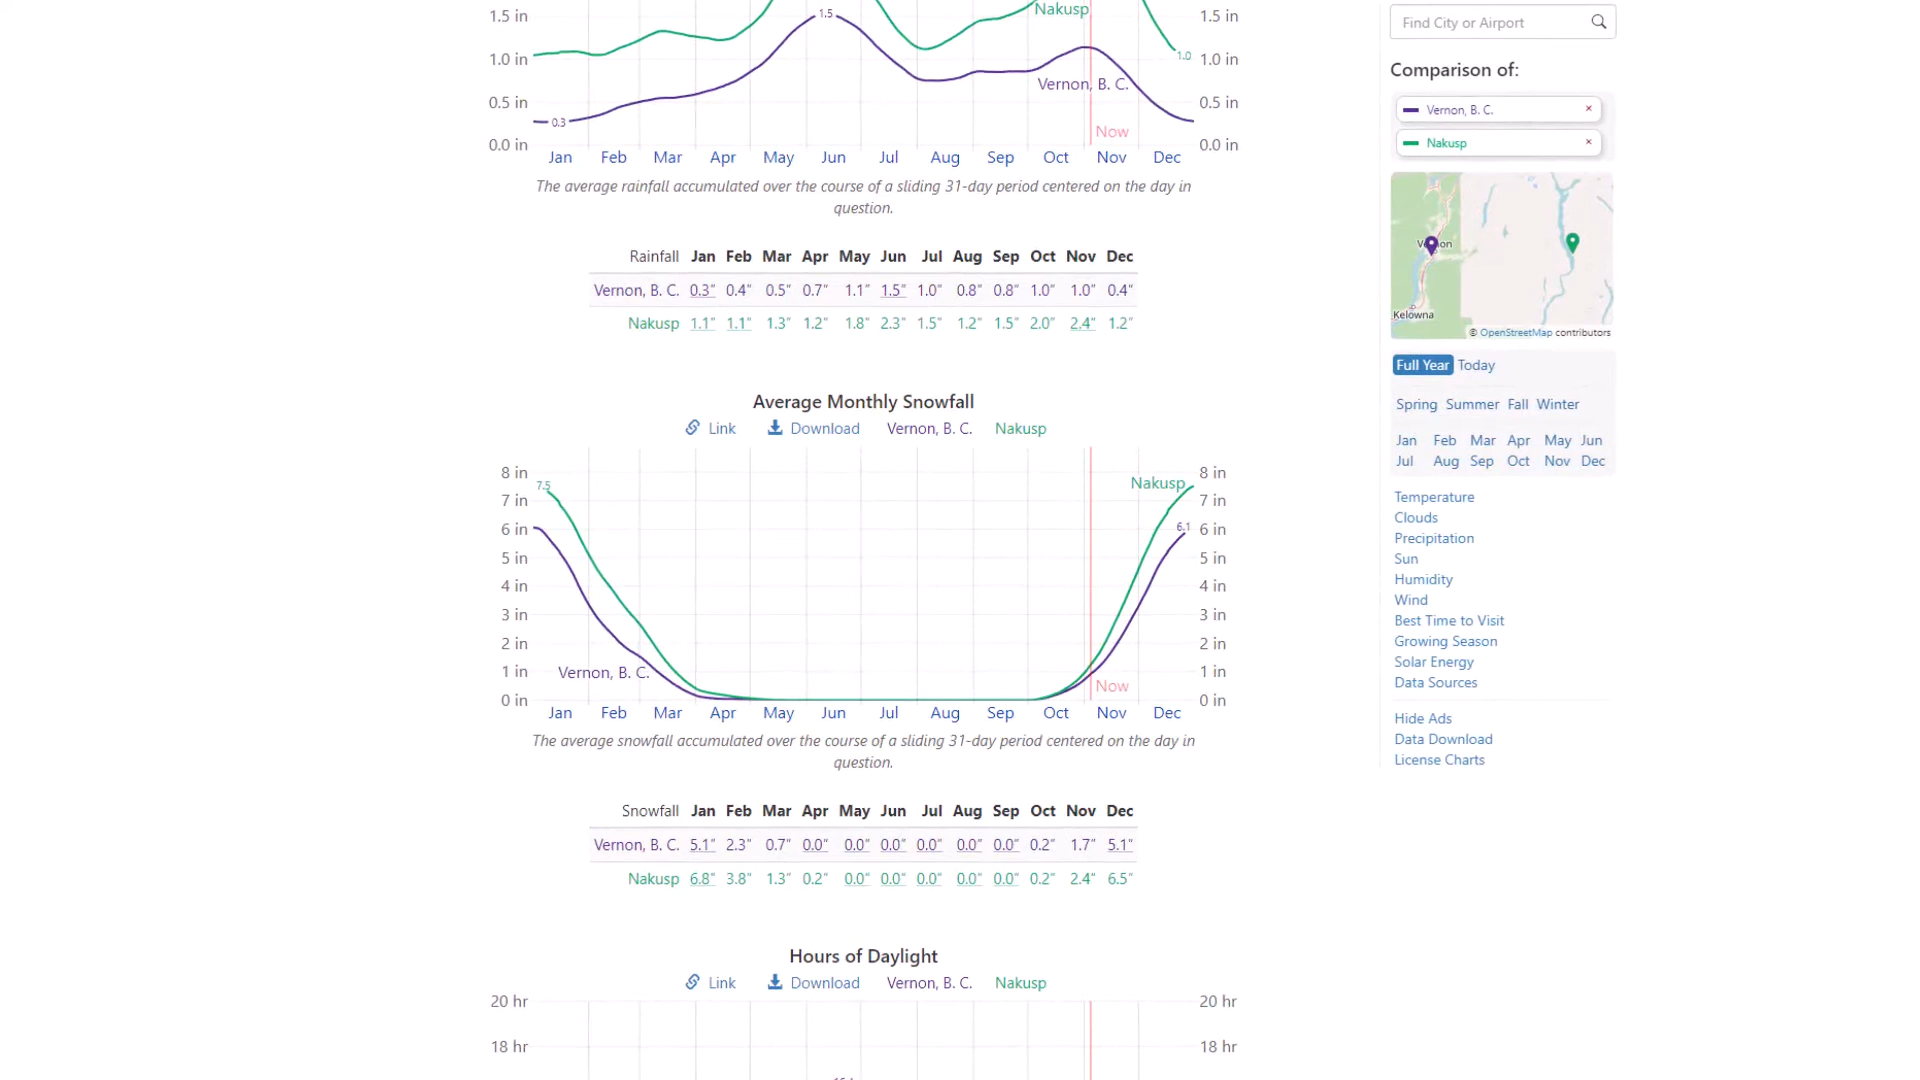 1.5 in
1.5
Nakusp
1.5 in
1.0 in
1.0
1.0 in
Vernon, B. C.
0.5 in
0.5 in
0.3
Now
0.0 in
0.0 in
Jan Feb Mar Apr May Jun Jul Aug Sep Oct Nov Dec
The average rainfall accumulated over the course of a sliding 31-day period centered on the day in
question.
Rainfall Jan Feb Mar Apr May Jun Jul Aug Sep Oct Nov Dec
Vernon, B. C. 0.3" 0.4" 0.5" 0.7" 1.1" 1.5" 1.0" 0.8" 0.8" 1.0" 1.0" 0.4"
Nakusp 1.1" 1.1" 1.3" 1.2" 1.8" 2.3" 1.5" 1.2" 1.5" 2.0" 2.4" 1.2"
Average Monthly Snowfall
Link Download Vernon, B. C. Nakusp
8 in
8 in
7.5
Nakusp
7 in
7 in
6 in
6.1
6 in
5 in
5 in
4 in
4 in
3 in
3 in
2 in
2 in
1 in
Vernon, B. C.
1 in
Now
0 in
0 in
Jan Feb Mar Apr May Jun Jul Aug Sep Oct Nov Dec
The average snowfall accumulated over the course of a sliding 31-day period centered on the day in
question.
Snowfall Jan Feb Mar Apr May Jun Jul Aug Sep Oct Nov Dec
Vernon, B. C. 5.1" 2.3" 0.7" 0.0" 0.0" 0.0" 0.0" 0.0" 0.0" 0.2" 1.7" 5.1"
Nakusp 6.8" 3.8" 1.3" 0.2" 0.0" 0.0" 0.0" 0.0" 0.0" 0.2" 2.4" 6.5"
Hours of Daylight
Link Download Vernon, B. C. Nakusp
20 hr
20 hr
18 hr
18 hr
Find City or Airport
Comparison of:
Vernon, B. C. ×
Nakusp ×
Vernon
Kelowna
© OpenStreetMap contributors
Full Year Today
Spring Summer Fall Winter
Jan Feb Mar Apr May Jun
Jul Aug Sep Oct Nov Dec
Temperature
Clouds
Precipitation
Sun
Humidity
Wind
Best Time to Visit
Growing Season
Solar Energy
Data Sources
Hide Ads
Data Download
License Charts